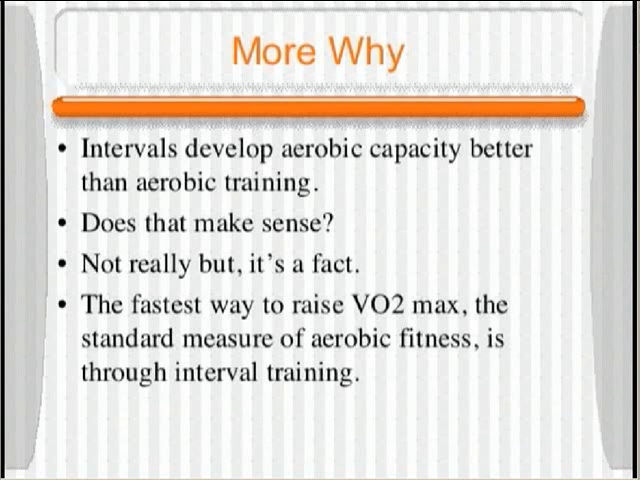 More Why
• Intervals develop aerobic capacity better
than aerobic training.
• Does that make sense?
• Not really but, it's a fact.
• The fastest way to raise VO2 max, the
standard measure of aerobic fitness, is
through interval training.